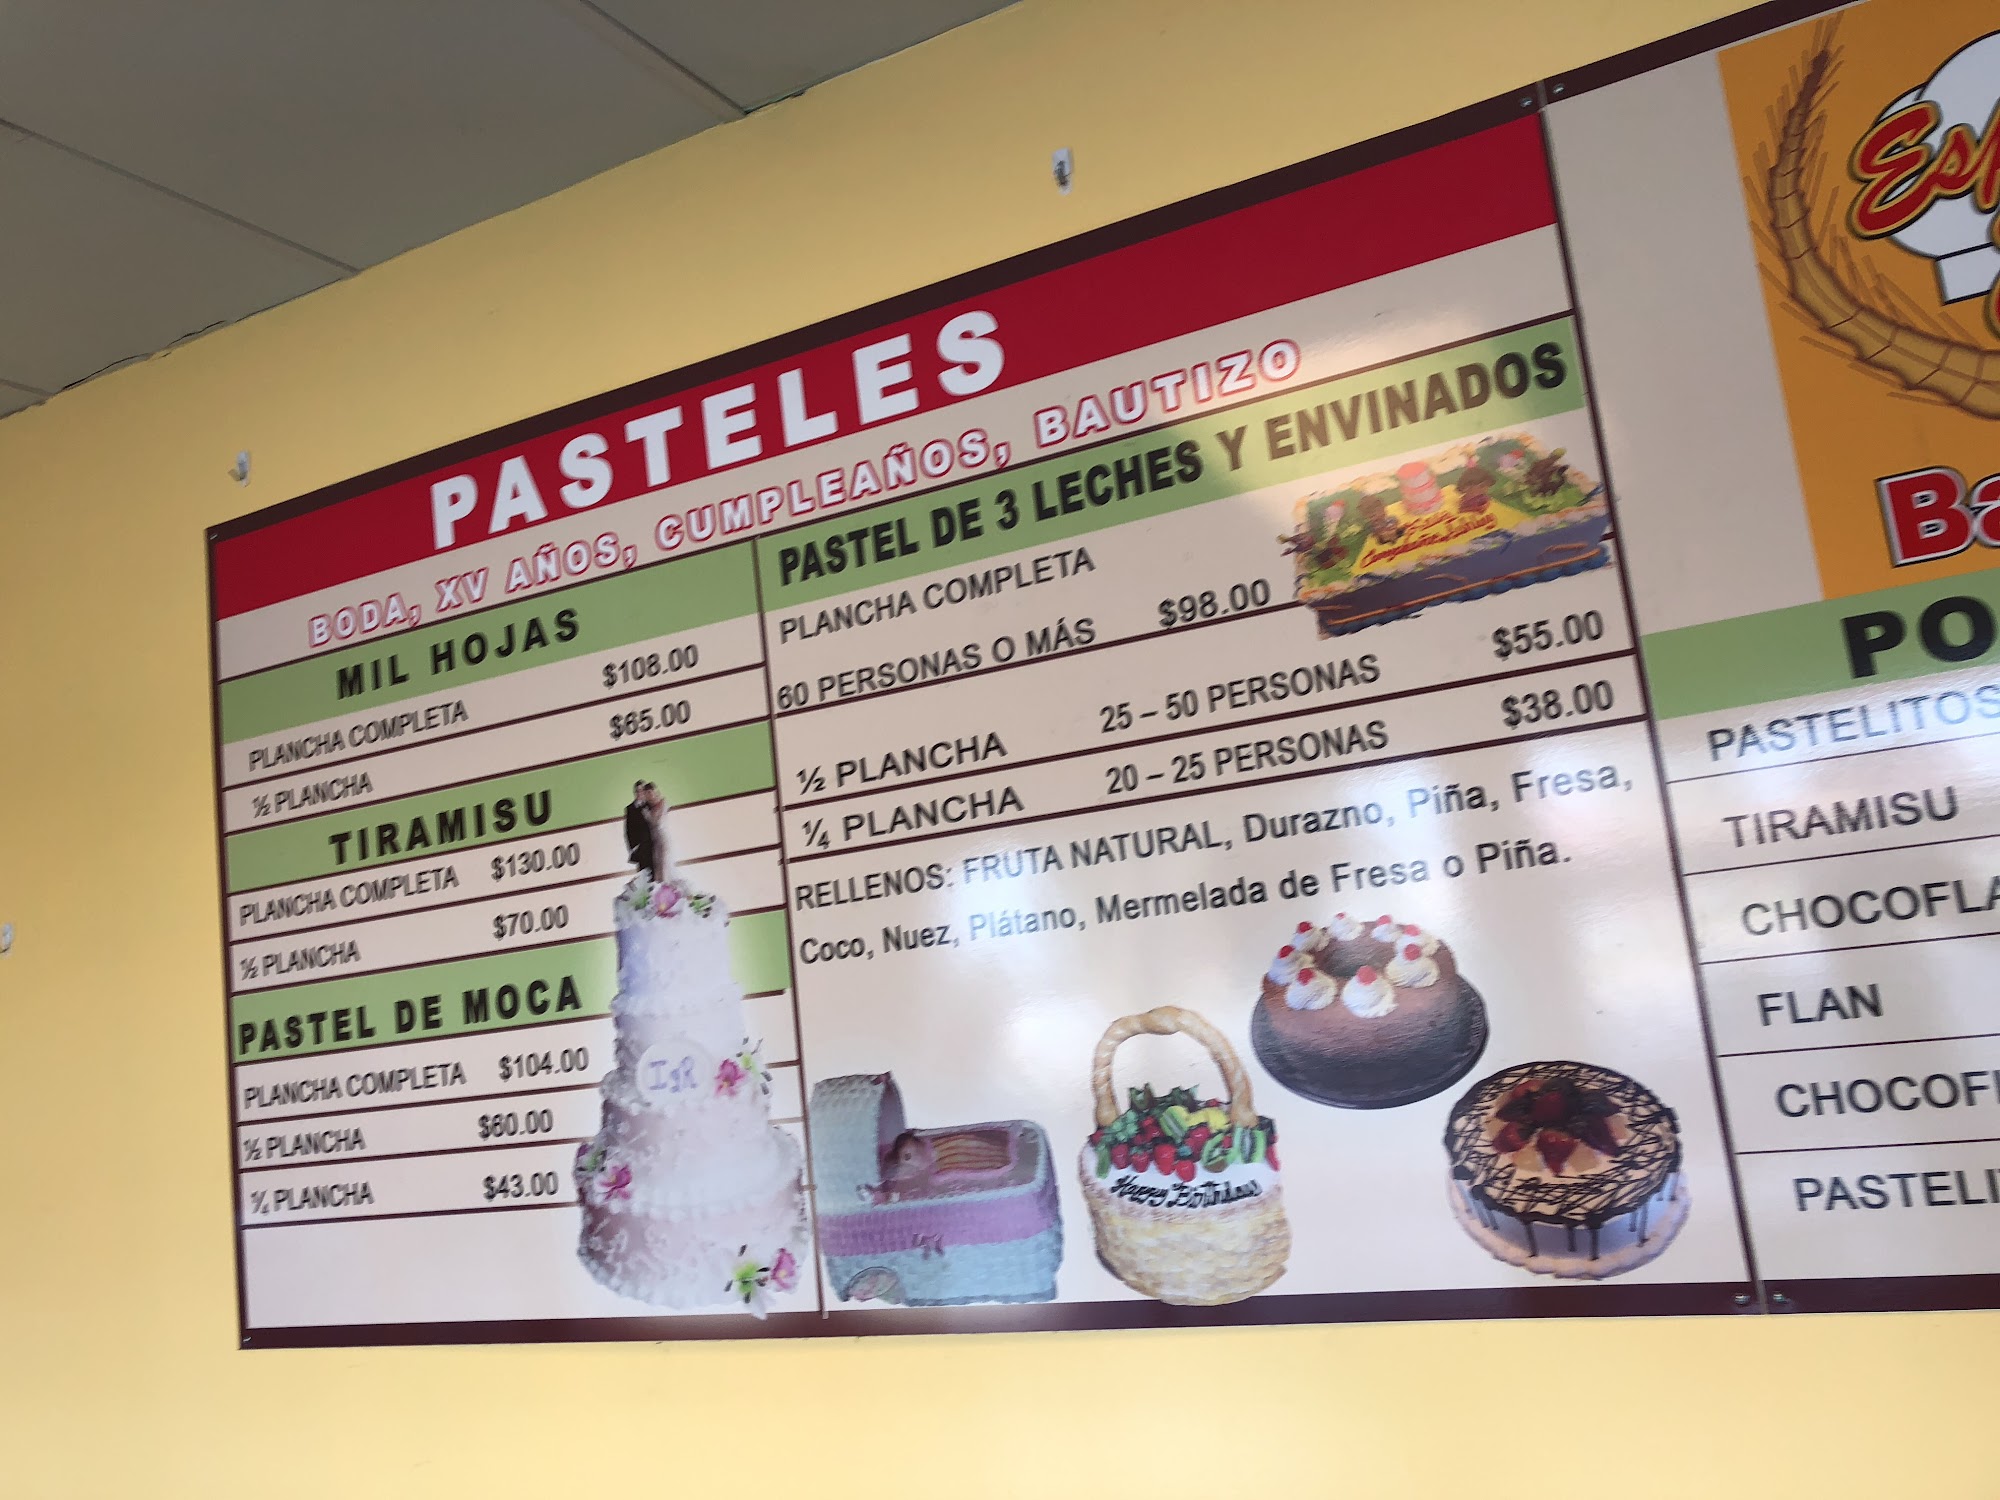 PASTELES
BODA, XV AÑOS, CUMPLEAÑOS, BAUTIZO
MIL HOJAS
PLANCHA COMPLETA $108.00
½ PLANCHA $65.00
TIRAMISU
PLANCHA COMPLETA $130.00
½ PLANCHA $70.00
PASTEL DE MOCA
PLANCHA COMPLETA $104.00
½ PLANCHA $60.00
¼ PLANCHA $43.00
PASTEL DE 3 LECHES Y ENVINADOS
PLANCHA COMPLETA
60 PERSONAS O MÁS $98.00
½ PLANCHA 25 – 50 PERSONAS $55.00
¼ PLANCHA 20 – 25 PERSONAS $38.00
RELLENOS: FRUTA NATURAL, Durazno, Piña, Fresa,
Coco, Nuez, Plátano, Mermelada de Fresa o Piña.
Happy Birthday
PO
PASTELITOS
TIRAMISU
CHOCOFLA
FLAN
CHOCOF
PASTELI
Ba